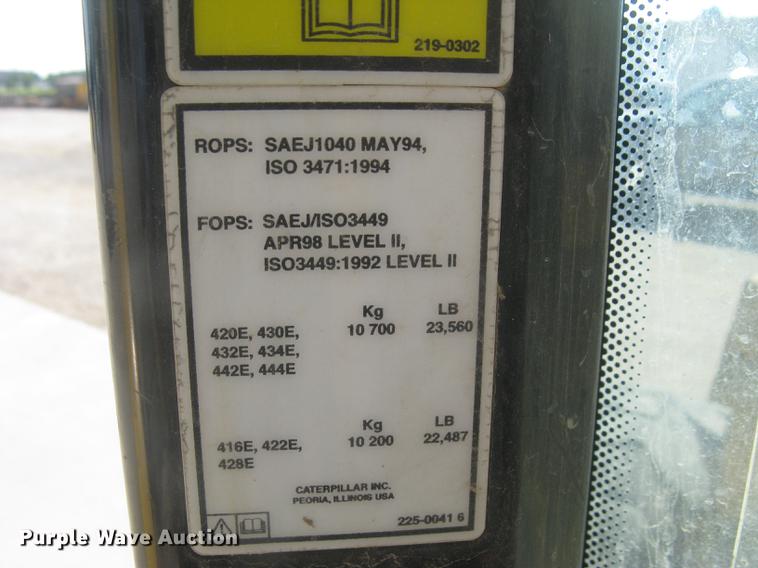 219-0302
ROPS: SAEJ1040 MAY94,
ISO 3471:1994
FOPS: SAEJ/ISO3449
APR98 LEVEL II,
ISO3449:1992 LEVEL II
Kg LB
420E, 430E, 10 700 23,560
432E, 434E,
442E, 444E
Kg LB
416E, 422E, 10 200 22,487
428E
CATERPILLAR INC.
PEORIA, ILLINOIS USA
225-0041 6
Purple Wave Auction